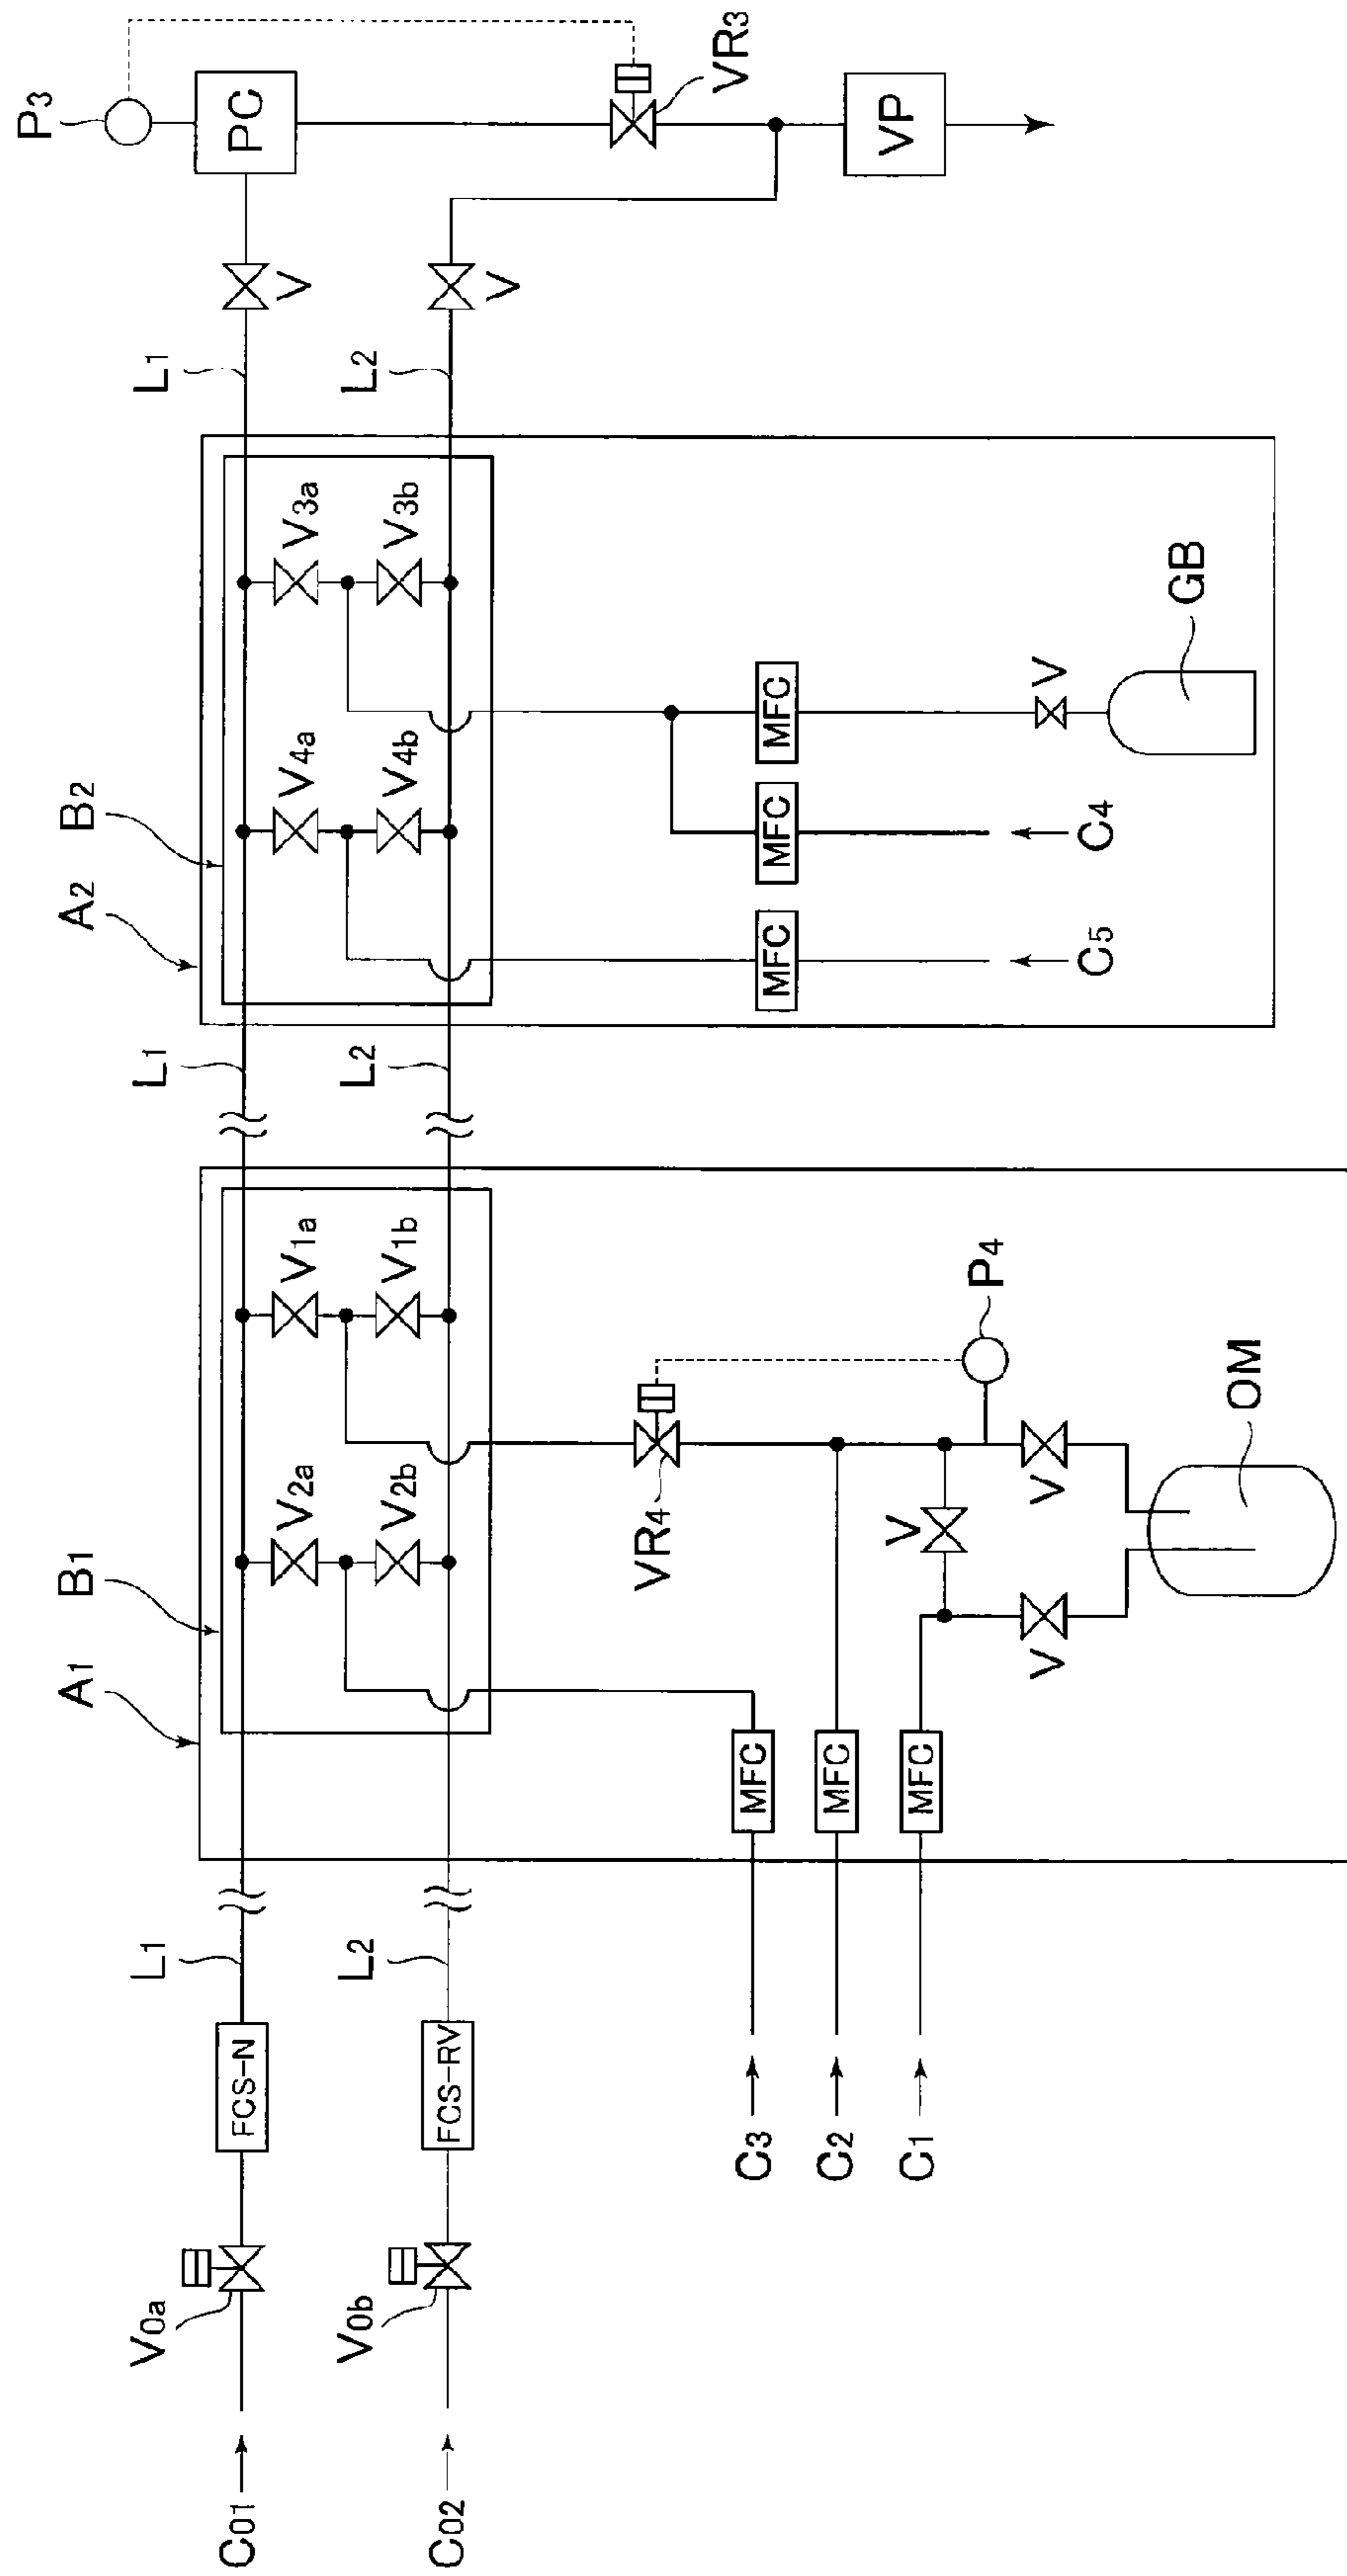 P3
PC
VR3
VP
V
V
L1
L2
A2
B2
V4a
V3a
V4b
V3b
MFC
MFC
MFC
V
GB
C5
C4
L1
L2
A1
B1
V2a
V1a
V2b
V1b
VR4
P4
V
V
V
OM
MFC
MFC
MFC
C3
C2
C1
L1
L2
FCS-N
FCS-RV
V0a
V0b
C01
C02